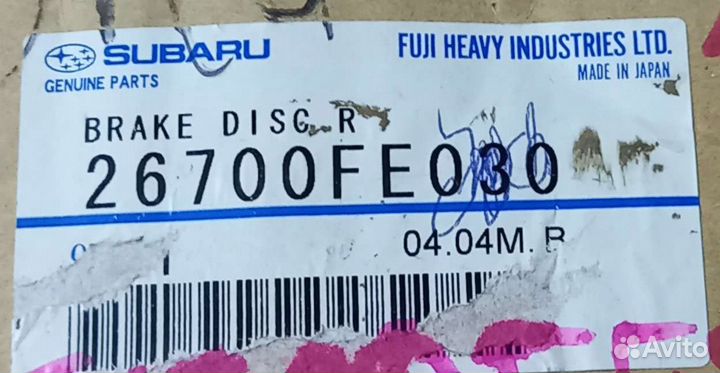 SUBARU
GENUINE PARTS
FUJI HEAVY INDUSTRIES LTD.
MADE IN JAPAN
BRAKE DISC R
26700FE030
04.04M.R
Avito